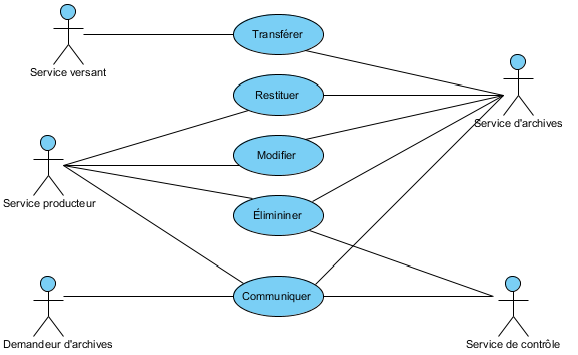 Transférer
Service versant
Restituer
Service d'archives
Modifier
Service producteur
Élimininer
Communiquer
Demandeur d'archives
Service de contrôle